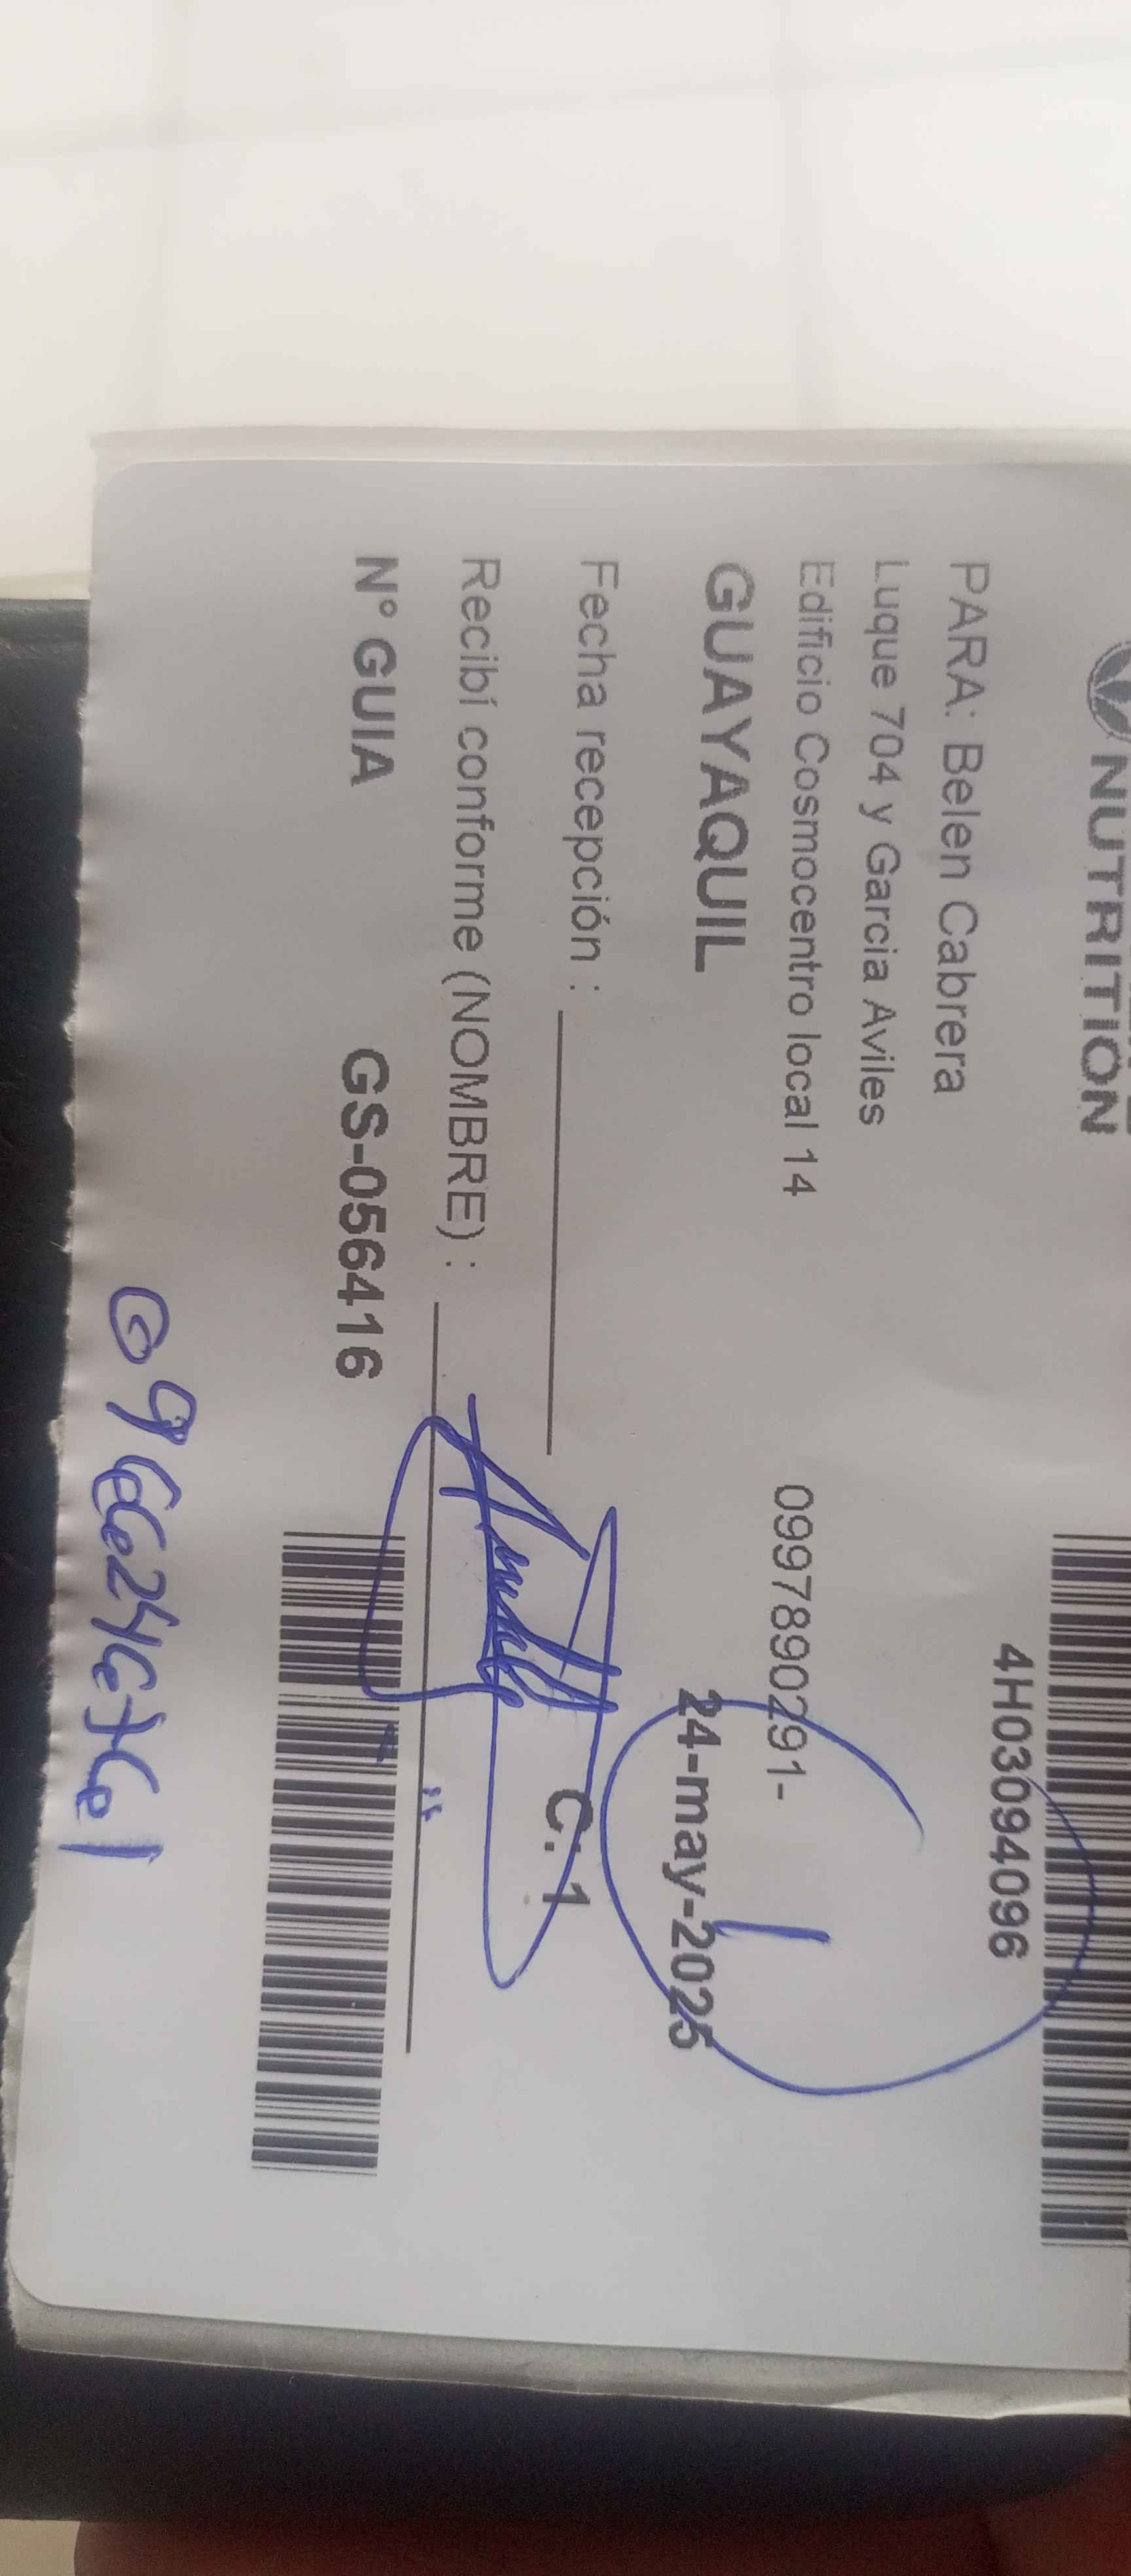 NUTRITION
4H03094096
PARA: Belen Cabrera
Luque 704 y Garcia Aviles
Edificio Cosmocentro local 14 0997890291-
1
GUAYAQUIL 24-may-2025
Fecha recepción :
C: 1
Recibí conforme (NOMBRE) :
N° GUIA GS-056416